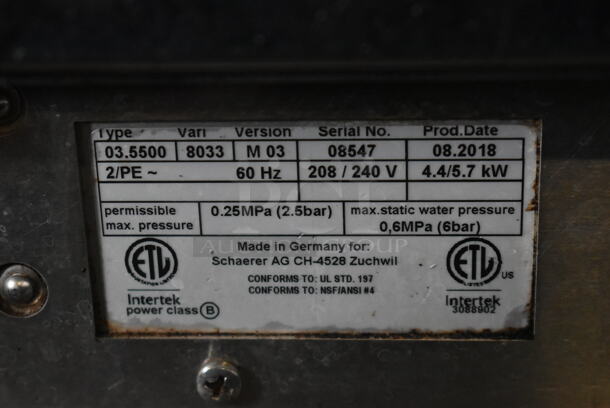 Type Vari Version Serial No. Prod.Date
03.5500 8033 M 03 08547 08.2018
2/PE ~ 60 Hz 208 / 240 V 4.4/5.7 kW
permissible max. pressure 0.25MPa (2.5bar) max.static water pressure 0,6MPa (6bar)
Made in Germany for:
Schaerer AG CH-4528 Zuchwil
CONFORMS TO: UL STD. 197
CONFORMS TO: NSF/ANSI #4
ETL
Intertek
power class B
ETL US
Intertek
3088902